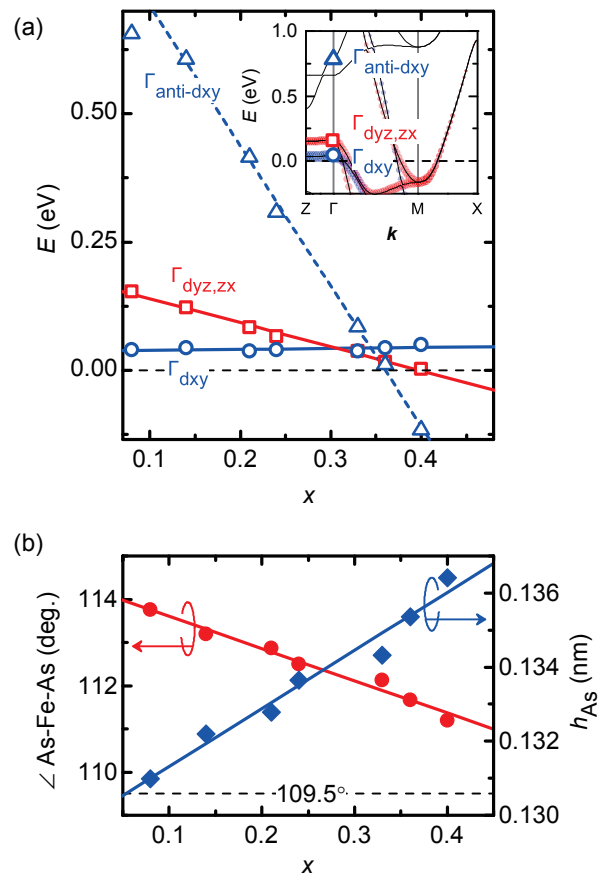 (a)
0.50
0.25
0.00
E (eV)
Γanti-dxy
Γdyz,zx
Γdxy
0.1 0.2 0.3 0.4
x
1.0
0.5
0.0
E (eV)
Γanti-dxy
Γdyz,zx
Γdxy
Z Γ M X
k
(b)
114
112
110
∠ As-Fe-As (deg.)
0.136
0.134
0.132
0.130
hAs (nm)
109.5°
0.1 0.2 0.3 0.4
x